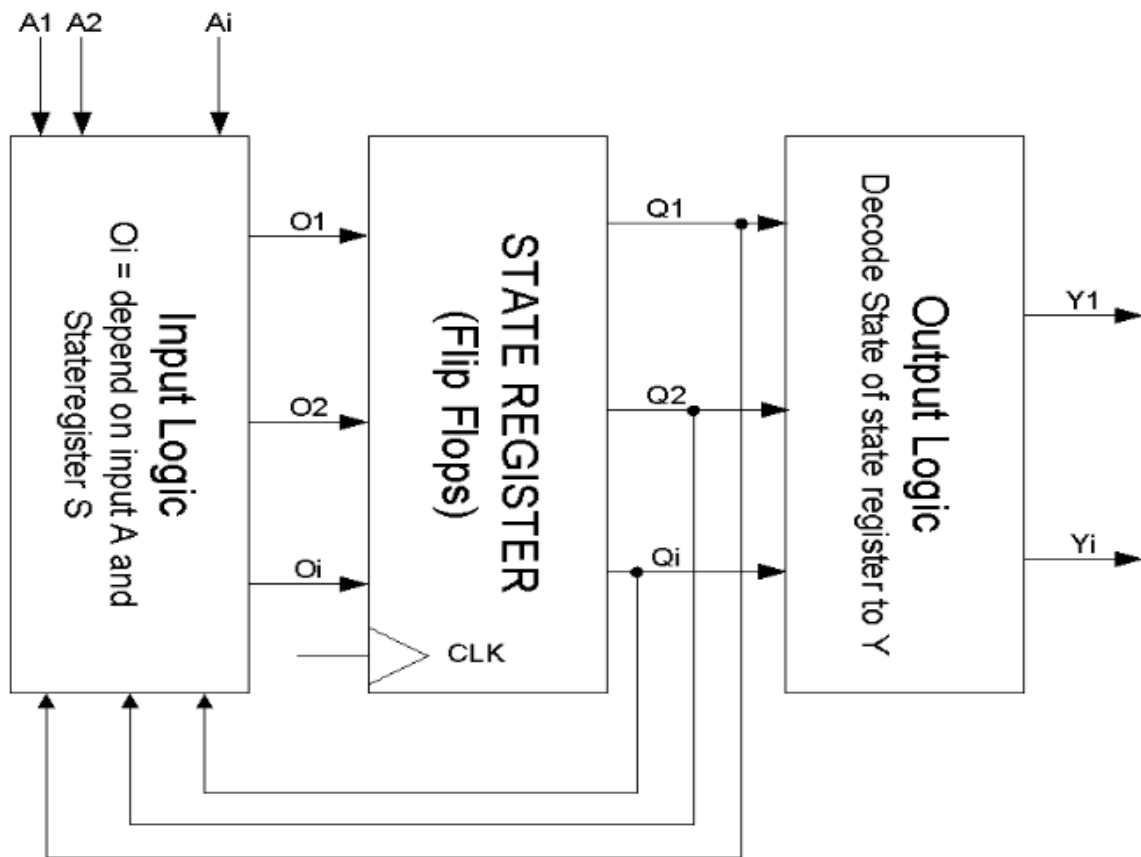 A1
A2
Ai
Input Logic
Oi = depend on input A and
Stateregister S
O1
O2
Oi
STATE REGISTER
(Flip Flops)
CLK
Q1
Q2
Qi
Output Logic
Decode State of state register to Y
Y1
Yi